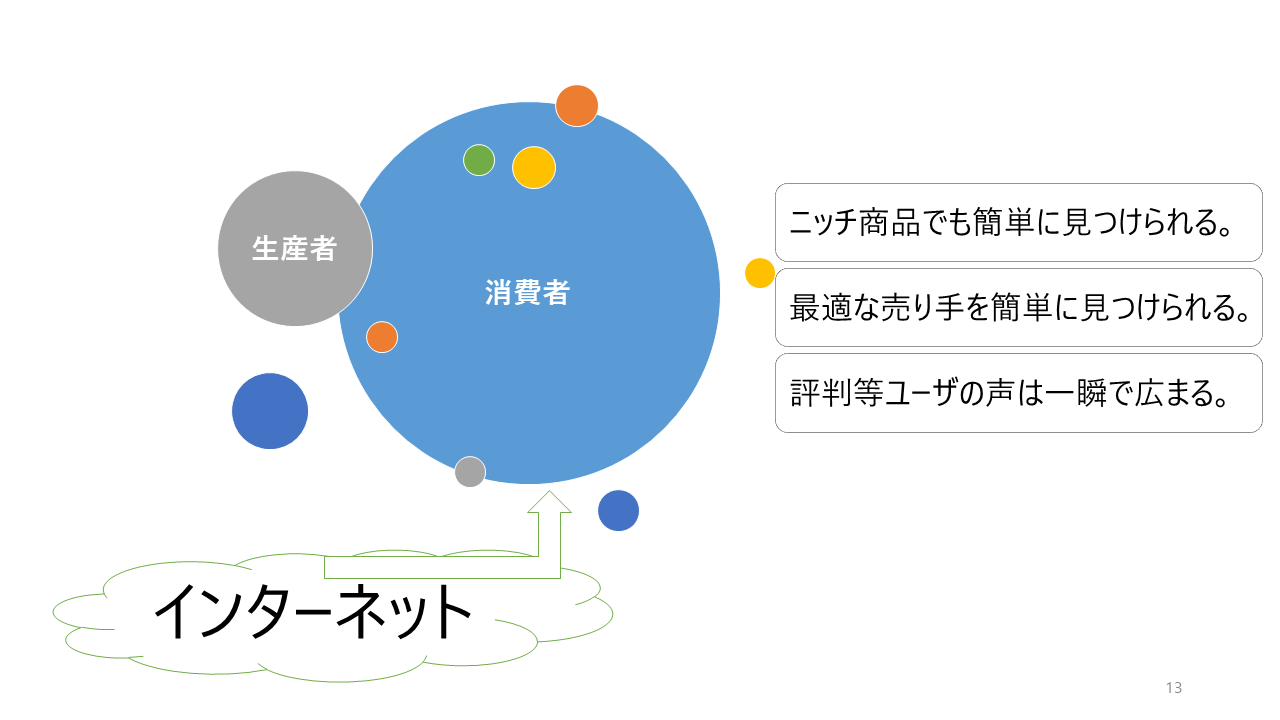 生産者
消費者
ニッチ商品でも簡単に見つけられる。
最適な売り手を簡単に見つけられる。
評判等ユーザの声は一瞬で広まる。
インターネット
13